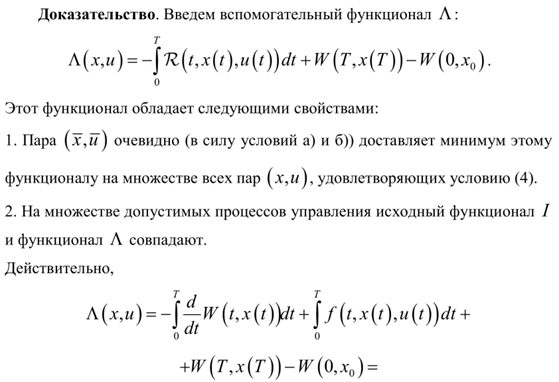 Доказательство. Введем вспомогательный функционал Λ:
Λ(x,u) = −∫₀ᵀ ℛ(t,x(t),u(t))dt + W(T,x(T)) − W(0,x₀).
Этот функционал обладает следующими свойствами:
1. Пара (x̅,u̅) очевидно (в силу условий а) и б)) доставляет минимум этому
функционалу на множестве всех пар (x,u), удовлетворяющих условию (4).
2. На множестве допустимых процессов управления исходный функционал I
и функционал Λ совпадают.
Действительно,
Λ(x,u) = −∫₀ᵀ d/dt W(t,x(t))dt + ∫₀ᵀ f(t,x(t),u(t))dt +
+W(T,x(T)) − W(0,x₀) =